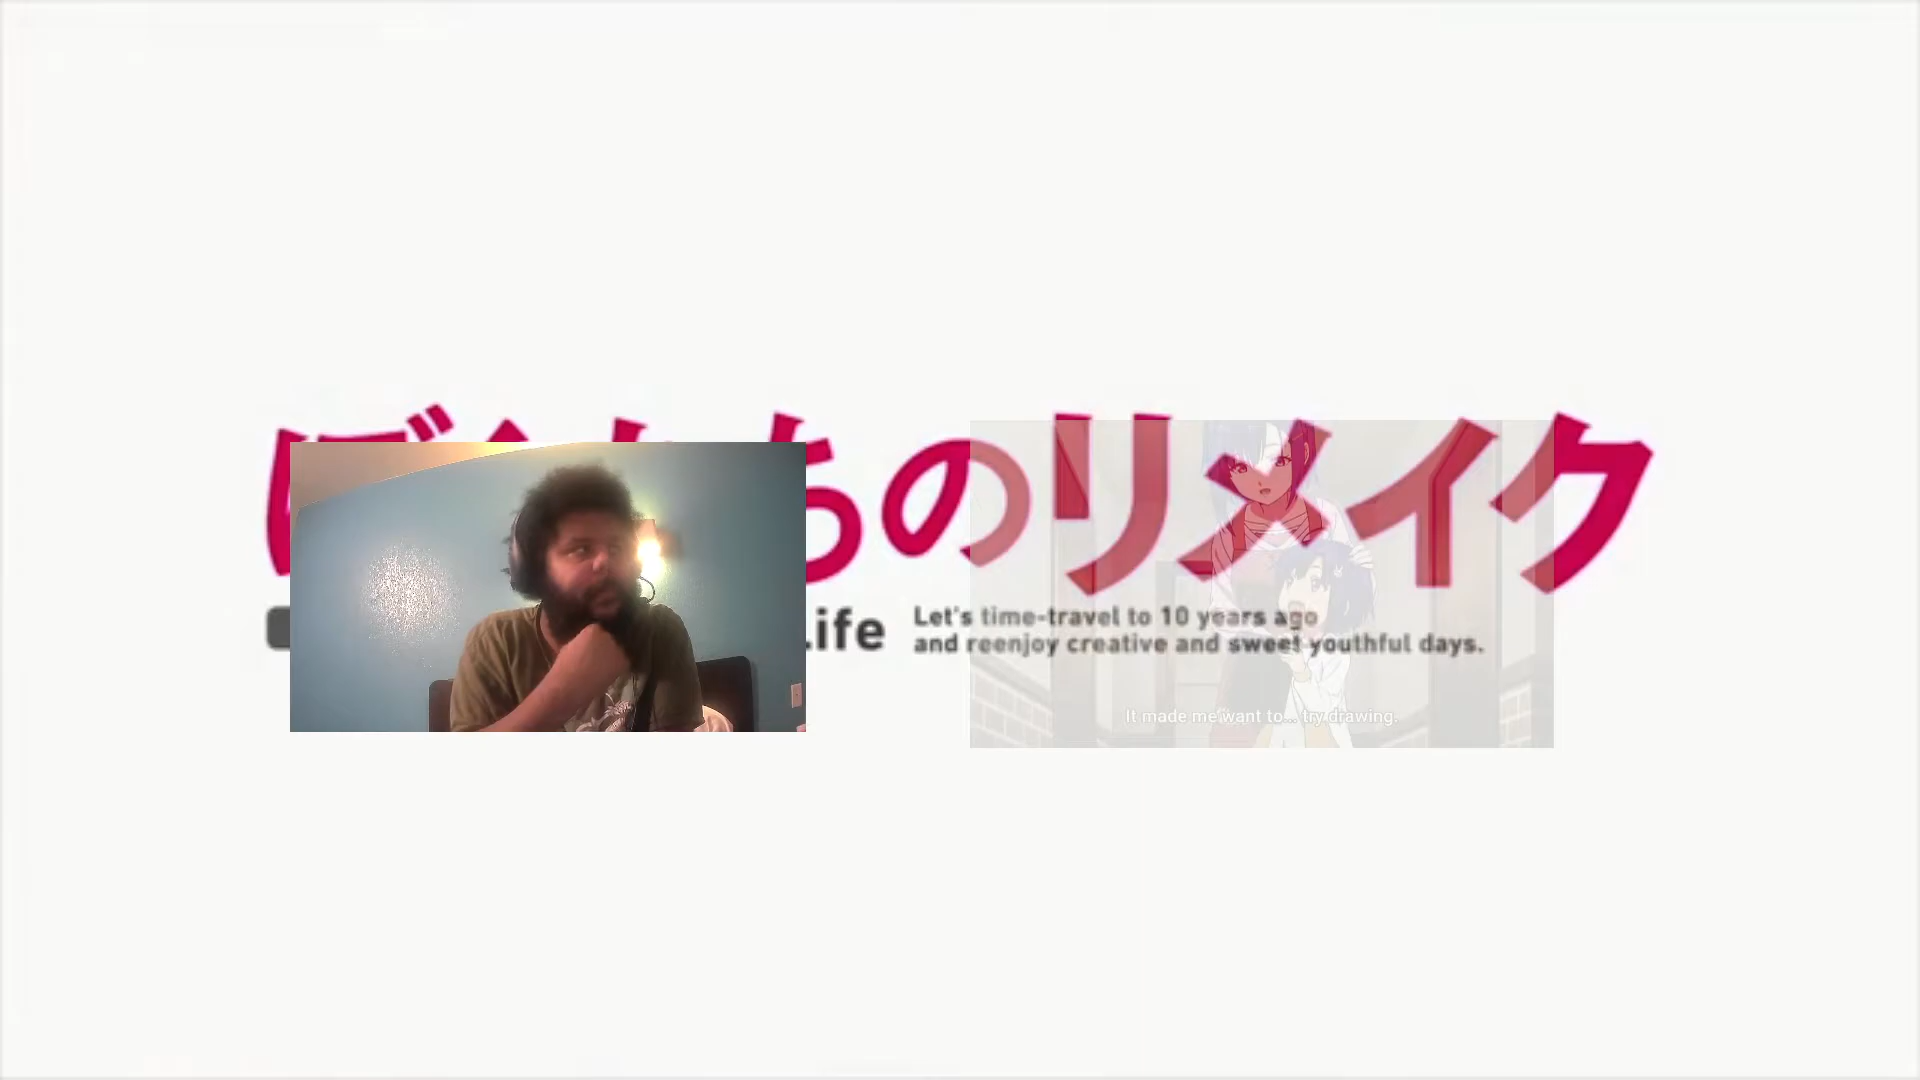 ちのリメイク
Life
Let's time-travel to 10 years ago
and reenjoy creative and sweet youthful days.
It made me want to... try drawing.